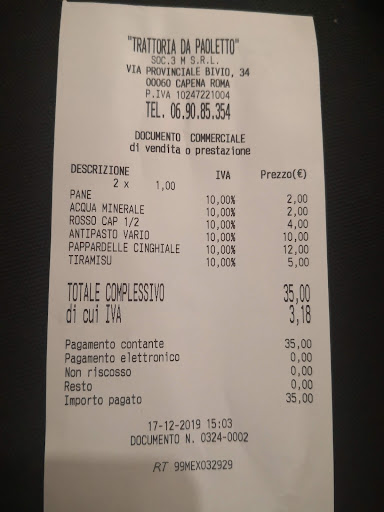 "TRATTORIA DA PAOLETTO"
SOC.3 M S.R.L.
VIA PROVINCIALE BIVIO, 34
00060 CAPENA ROMA
P.IVA 10247221004
TEL. 06.90.85.354
DOCUMENTO COMMERCIALE
di vendita o prestazione
DESCRIZIONE IVA Prezzo(€)
2 x 1,00
PANE 10,00% 2,00
ACQUA MINERALE 10,00% 2,00
ROSSO CAP 1/2 10,00% 4,00
ANTIPASTO VARIO 10,00% 10,00
PAPPARDELLE CINGHIALE 10,00% 12,00
TIRAMISU 10,00% 5,00
TOTALE COMPLESSIVO 35,00
di cui IVA 3,18
Pagamento contante 35,00
Pagamento elettronico 0,00
Non riscosso 0,00
Resto 0,00
Importo pagato 35,00
17-12-2019 15:03
DOCUMENTO N. 0324-0002
RT 99MEX032929